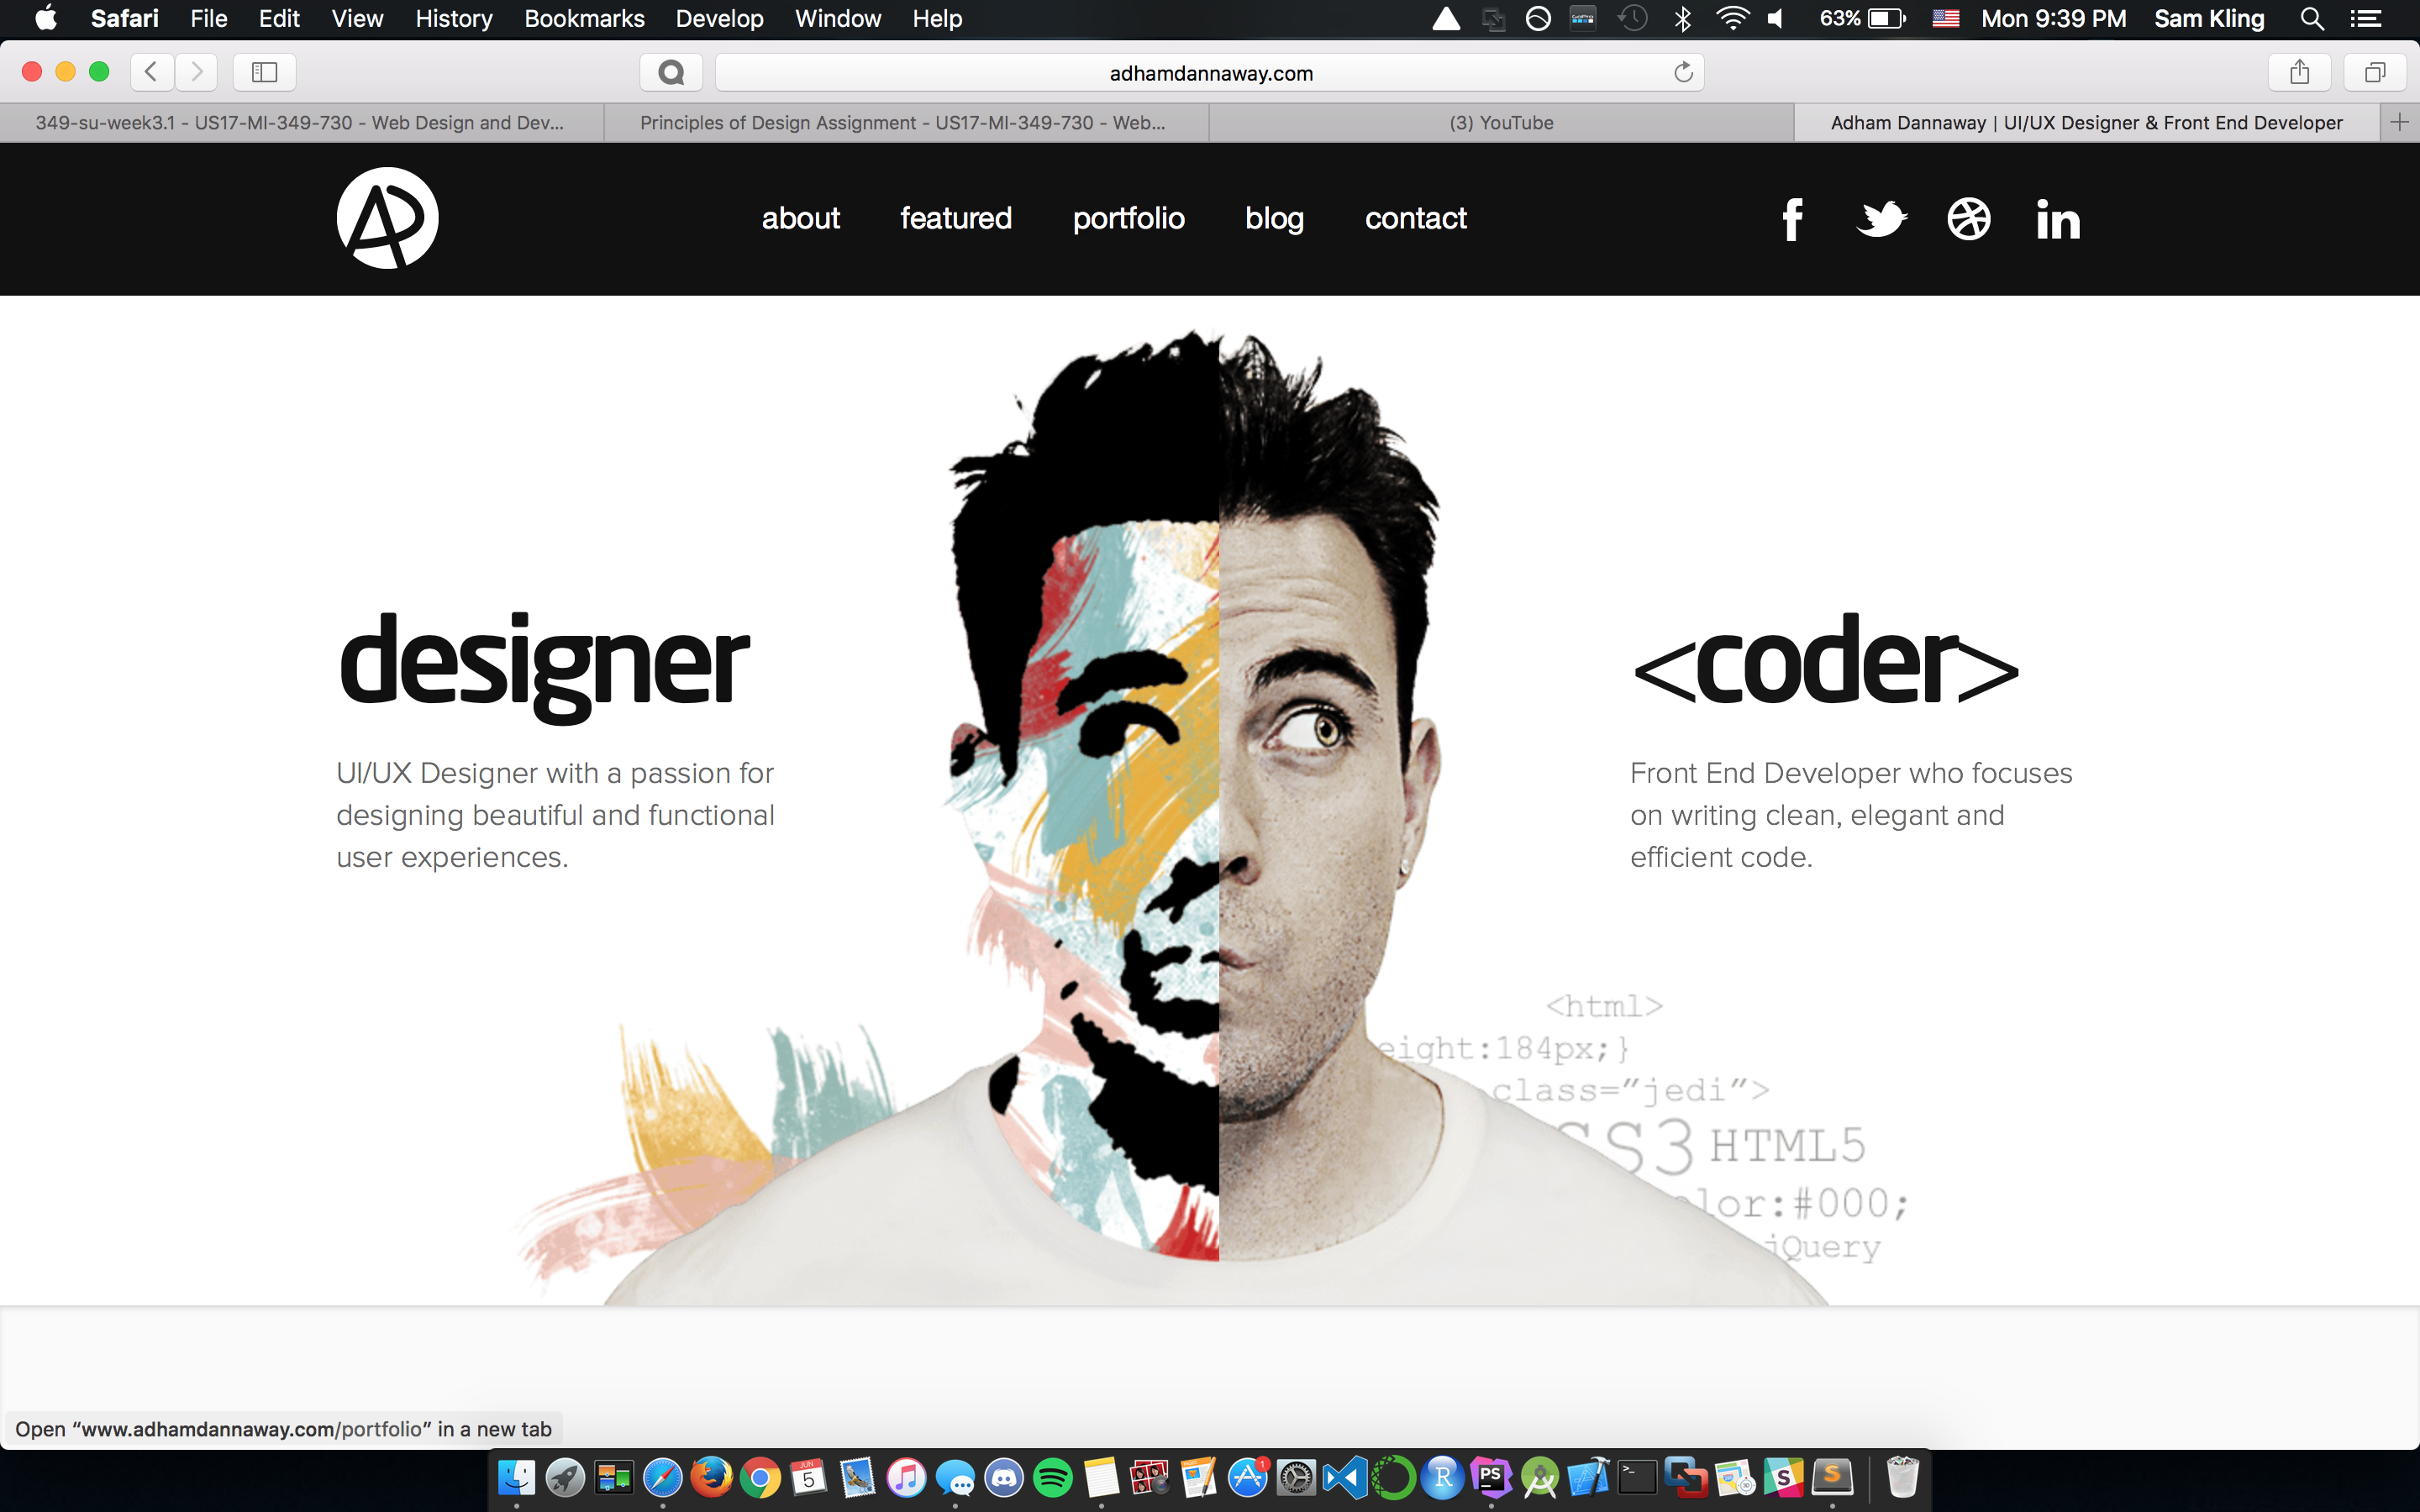 Safari File Edit View History Bookmarks Develop Window Help 63% Mon 9:39 PM Sam Kling
adhamdannaway.com
349-su-week3.1 - US17-MI-349-730 - Web Design and Dev... Principles of Design Assignment - US17-MI-349-730 - Web... (3) YouTube Adham Dannaway | UI/UX Designer & Front End Developer
about featured portfolio blog contact
designer
UI/UX Designer with a passion for
designing beautiful and functional
user experiences.
<coder>
Front End Developer who focuses
on writing clean, elegant and
efficient code.
<html>
eight:184px;}
class="jedi">
SS3 HTML5
lor:#000;
jQuery
Open “www.adhamdannaway.com/portfolio” in a new tab
JUN
5
1
R
PS
S
S